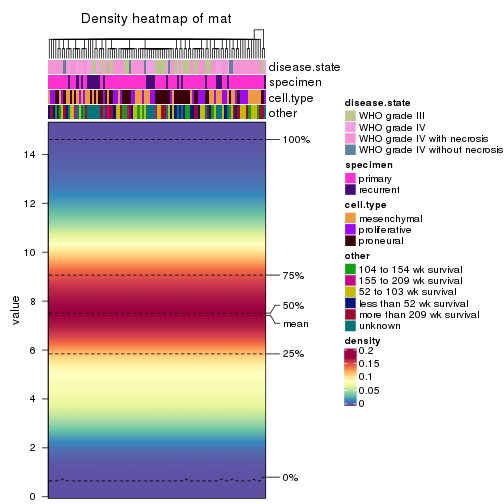 Density heatmap of mat
disease.state
specimen
cell.type
other
value
0
2
4
6
8
10
12
14
100%
75%
50%
mean
25%
0%
disease.state
WHO grade III
WHO grade IV
WHO grade IV with necrosis
WHO grade IV without necrosis
specimen
primary
recurrent
cell.type
mesenchymal
proliferative
proneural
other
104 to 154 wk survival
155 to 209 wk survival
52 to 103 wk survival
less than 52 wk survival
more than 209 wk survival
unknown
density
0.2
0.15
0.1
0.05
0